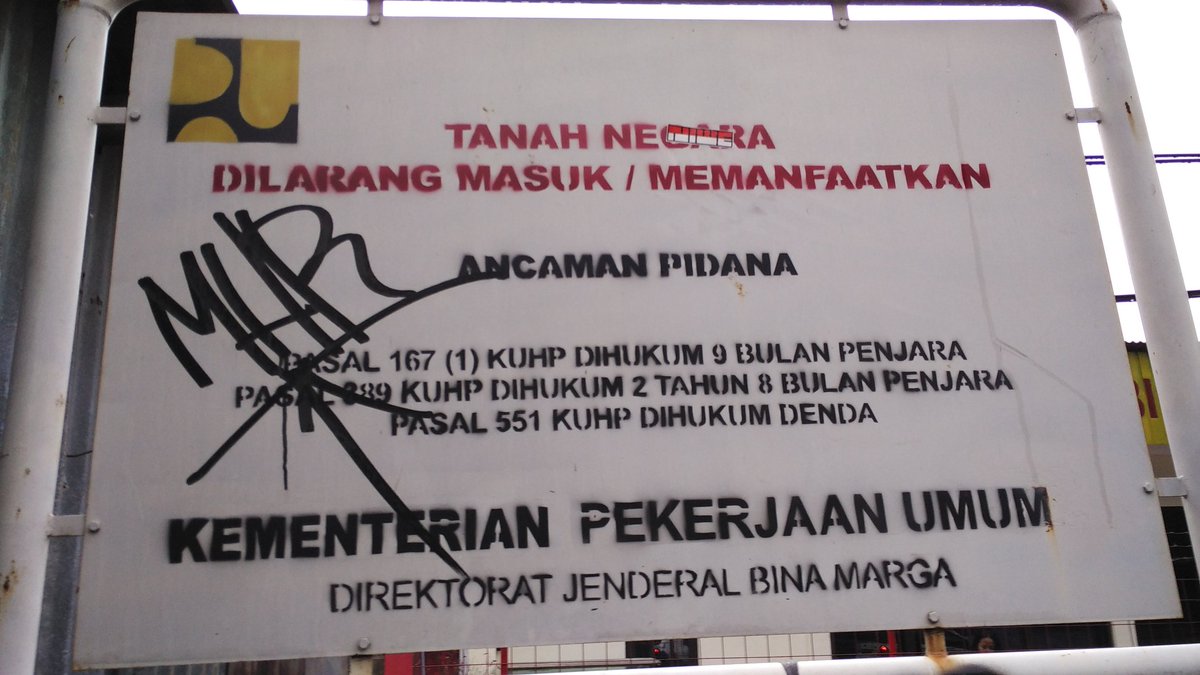 TANAH NEGARA
DILARANG MASUK / MEMANFAATKAN
MHR
ANCAMAN PIDANA
PASAL 167 (1) KUHP DIHUKUM 9 BULAN PENJARA
PASAL 389 KUHP DIHUKUM 2 TAHUN 8 BULAN PENJARA
PASAL 551 KUHP DIHUKUM DENDA
KEMENTERIAN PEKERJAAN UMUM
DIREKTORAT JENDERAL BINA MARGA